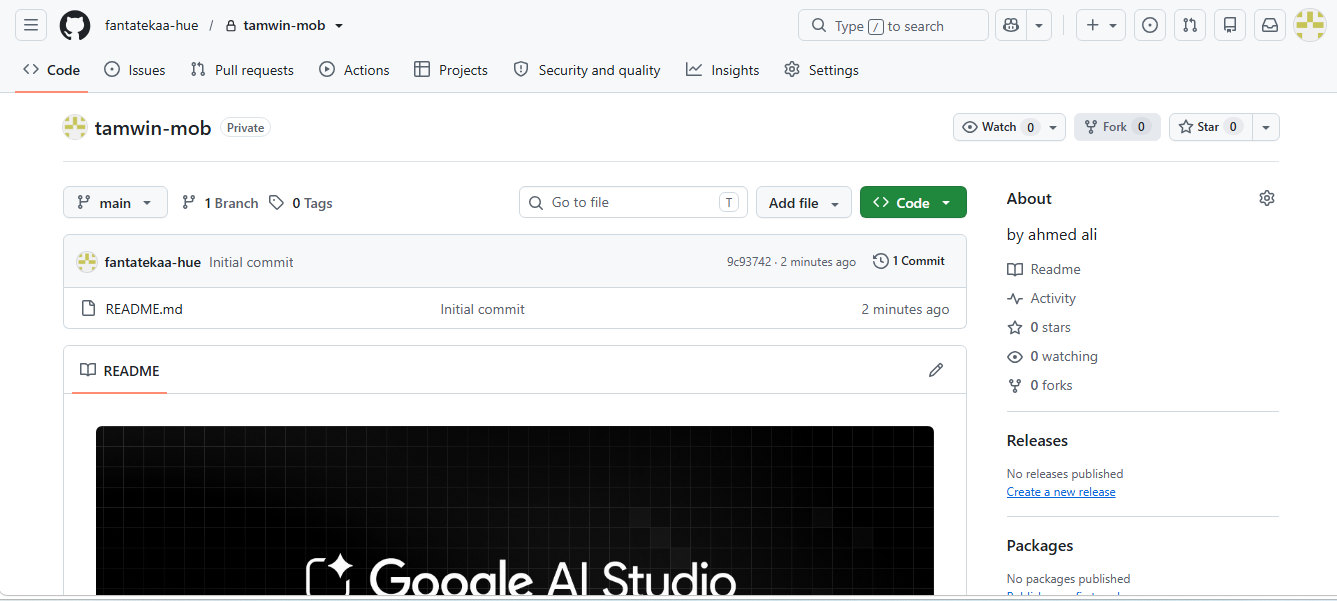 fantatekaa-hue / tamwin-mob
Type / to search
Code Issues Pull requests Actions Projects Security and quality Insights Settings
tamwin-mob Private
Watch 0 Fork 0 Star 0
main 1 Branch 0 Tags Go to file T Add file Code
fantatekaa-hue Initial commit 9c93742 · 2 minutes ago 1 Commit
README.md Initial commit 2 minutes ago
README
Google AI Studio
About
by ahmed ali
Readme
Activity
0 stars
0 watching
0 forks
Releases
No releases published
Create a new release
Packages
No packages published